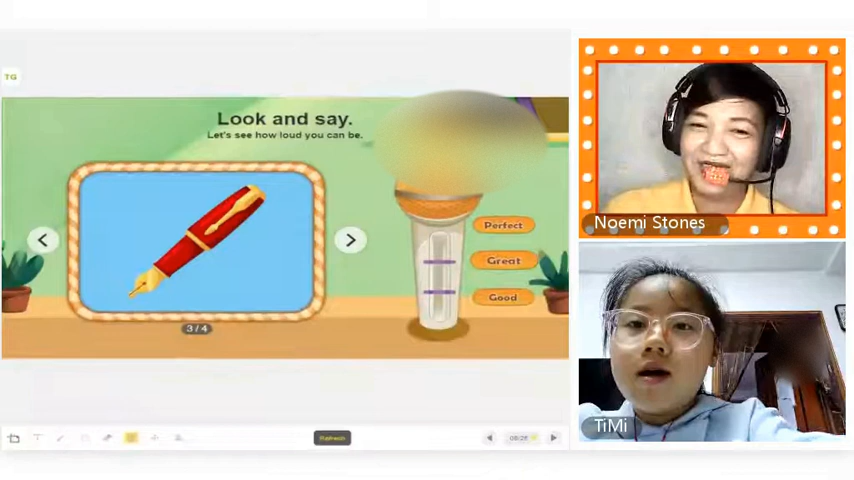 TG
Look and say.
Let's see how loud you can be.
Perfect
Great
Good
3 / 4
Refresh
Noemi Stones
TiMi